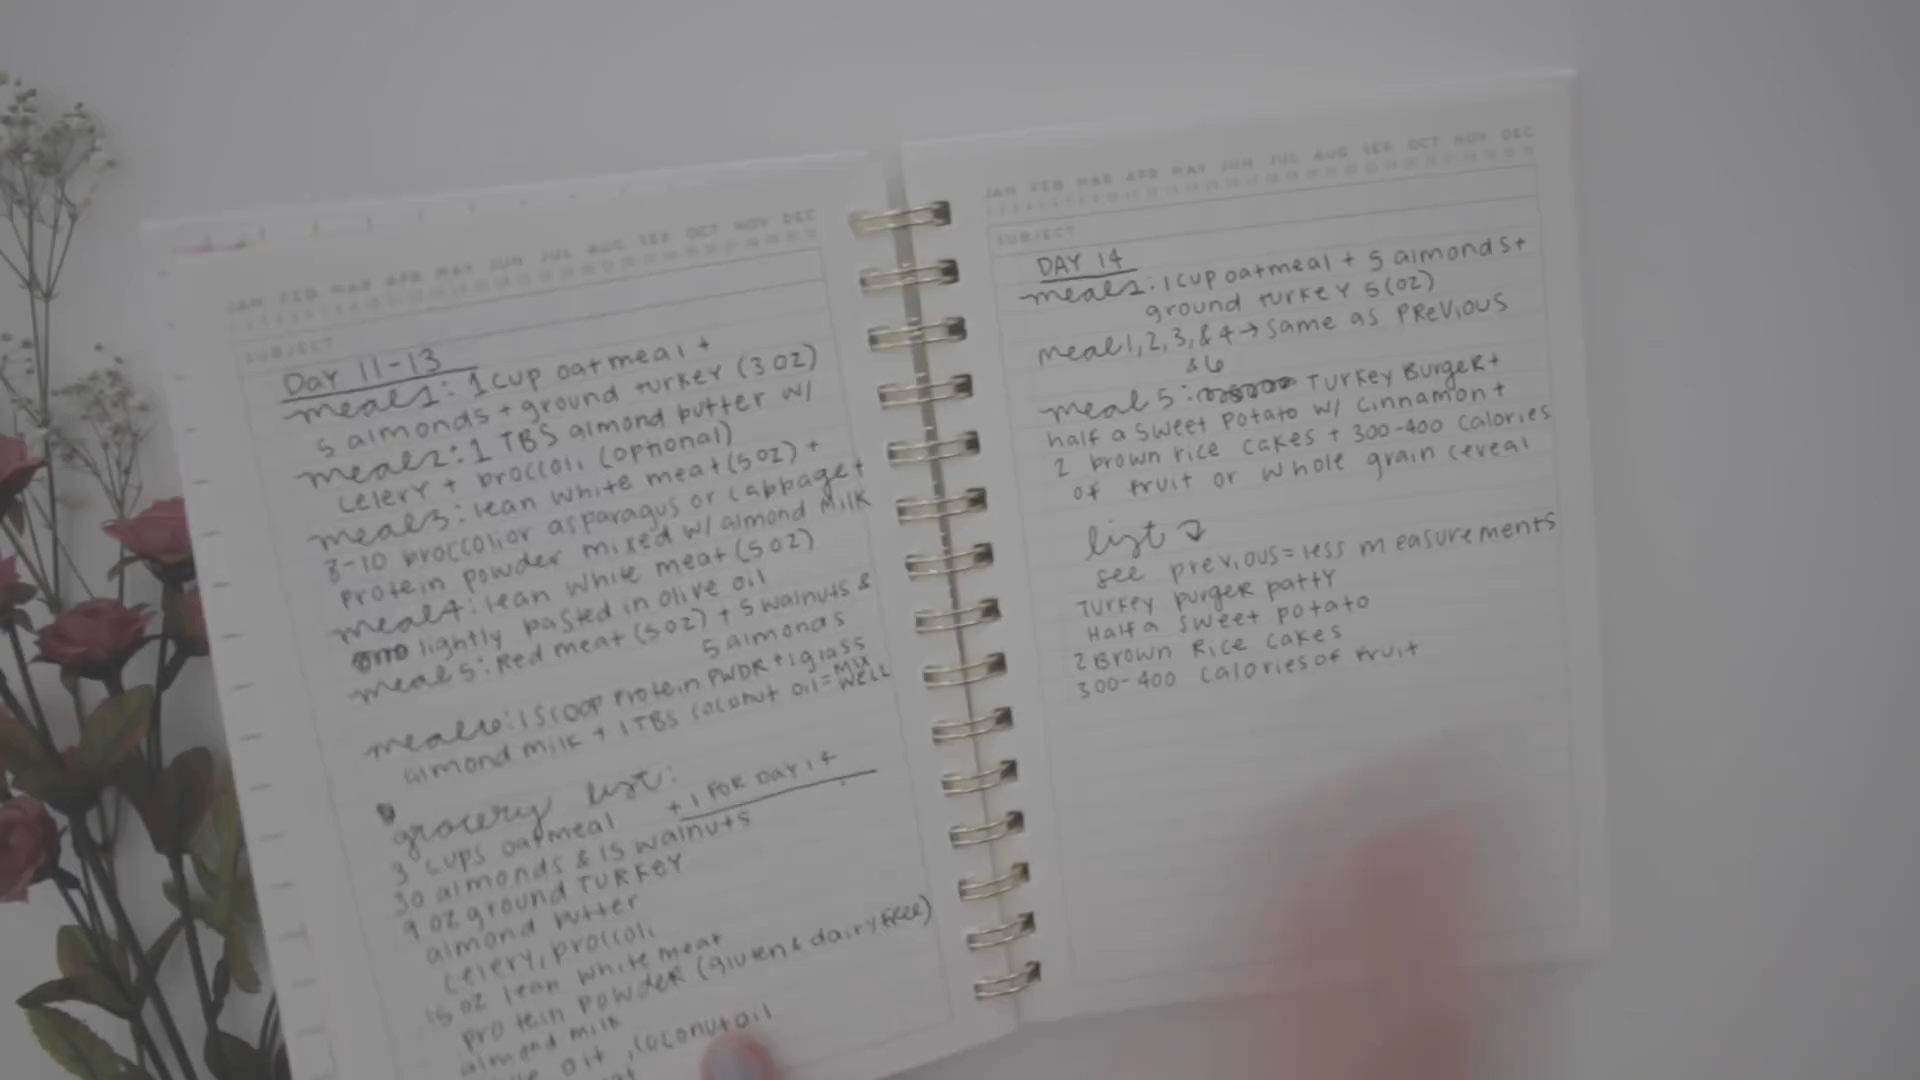 JAN FEB MAR APR MAY JUN JUL AUG SEP OCT NOV DEC
SUBJECT
Day 11-13
meal 1: 1 cup oatmeal +
5 almonds + ground turkey (3 oz)
meal 2: 1 TBS almond butter w/
celery + broccoli (optional)
meal 3: lean white meat (5 oz) +
8-10 broccoli or asparagus or cabbage +
protein powder mixed w/ almond milk
meal 4: lean white meat (5 oz)
lightly basted in olive oil
meal 5: Red meat (5 oz) + 5 walnuts &
5 almonds
meal 6: 1 scoop protein PWDR + 1 glass
almond milk + 1 TBS coconut oil = MIX WELL
grocery list:
+ 1 FOR DAY 14
3 cups oatmeal
30 almonds & 15 walnuts
9 oz ground TURKEY
almond butter
celery, broccoli
15 oz lean white meat
protein powder (gluten & dairy free)
almond milk
oil, coconut oil
JAN FEB MAR APR MAY JUN JUL AUG SEP OCT NOV DEC
SUBJECT
DAY 14
: 1 cup oatmeal + 5 almonds +
ground turkey 5 (oz)
meal 1, 2, 3, & 4 → same as PREVIOUS
& 6
meal 5: TURKEY BURGER +
half a sweet potato w/ cinnamon +
2 brown rice cakes + 300-400 calories
of fruit or whole grain cereal
list
see previous = less measurements
TURKEY burger patty
Half a sweet potato
2 Brown Rice cakes
300-400 calories of fruit